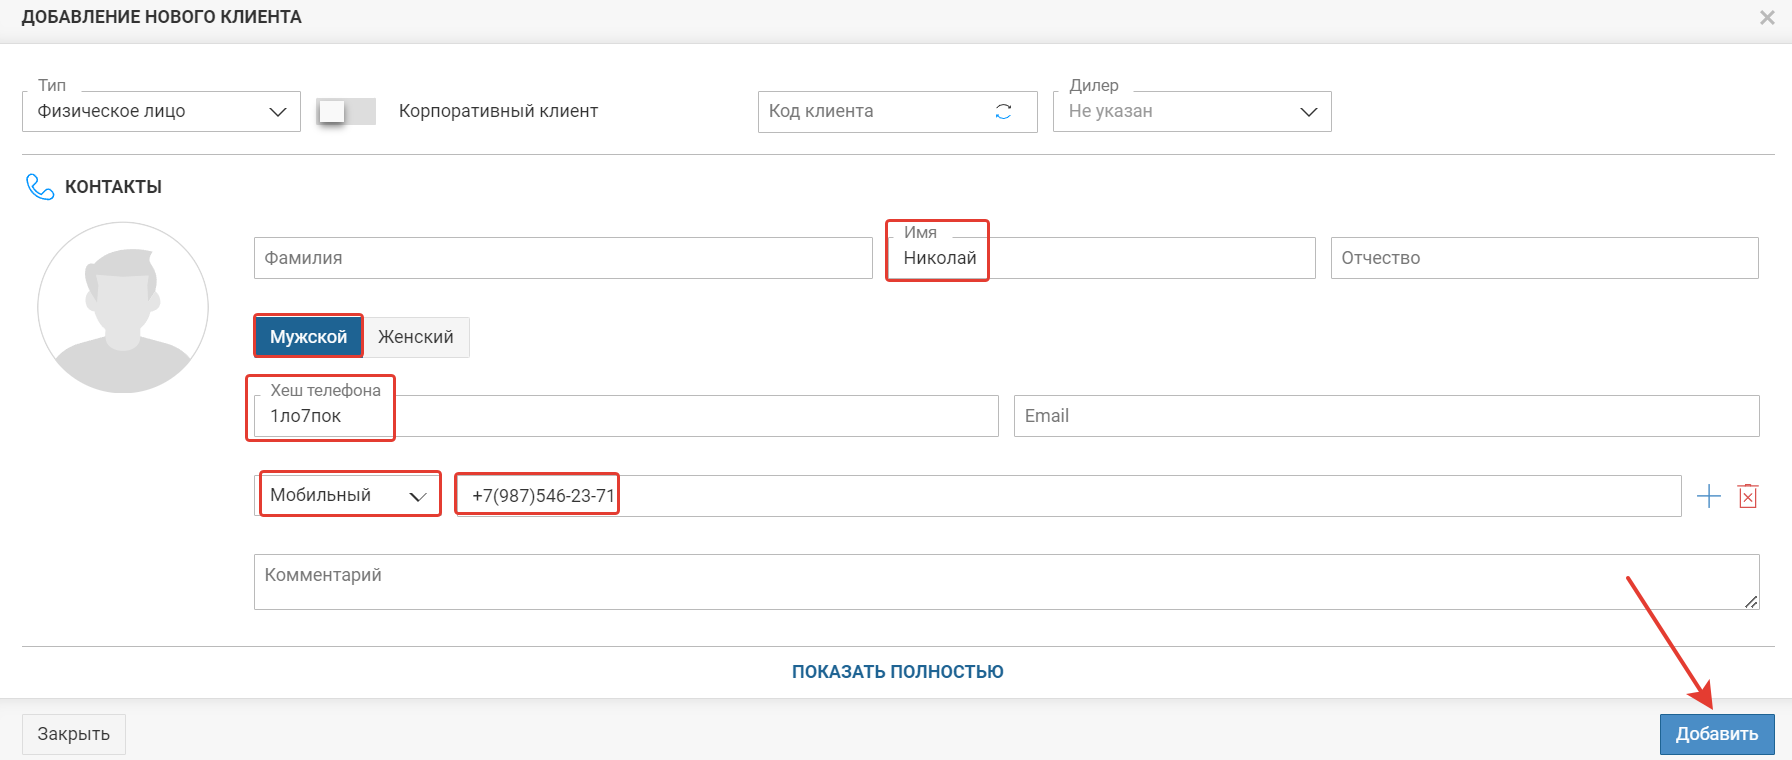 ДОБАВЛЕНИЕ НОВОГО КЛИЕНТА
Тип
Физическое лицо
Корпоративный клиент
Код клиента
Дилер
Не указан
КОНТАКТЫ
Фамилия
Имя
Николай
Отчество
Мужской
Женский
Хеш телефона
1ло7пок
Email
Мобильный
+7(987)546-23-71
Комментарий
ПОКАЗАТЬ ПОЛНОСТЬЮ
Закрыть
Добавить